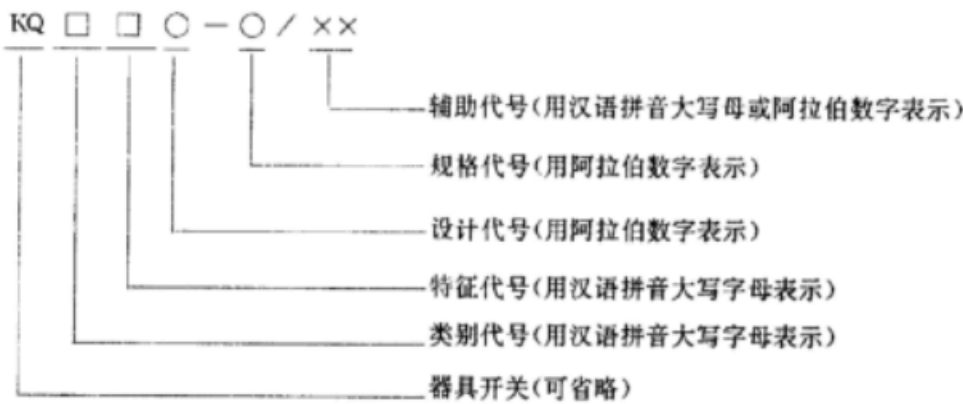 KQ □ □ ○ － ○ / ××
辅助代号(用汉语拼音大写母或阿拉伯数字表示)
规格代号(用阿拉伯数字表示)
设计代号(用阿拉伯数字表示)
特征代号(用汉语拼音大写字母表示)
类别代号(用汉语拼音大写字母表示)
器具开关(可省略)